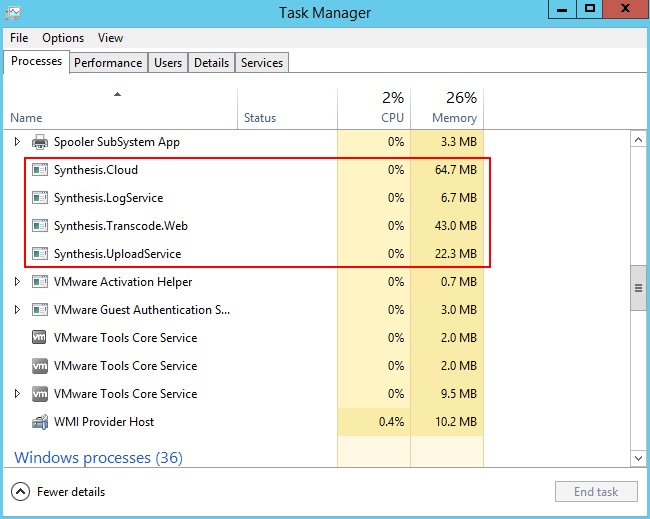 Task Manager
File Options View
Processes Performance Users Details Services
2% 26%
Name Status CPU Memory
Spooler SubSystem App 0% 3.3 MB
Synthesis.Cloud 0% 64.7 MB
Synthesis.LogService 0% 6.7 MB
Synthesis.Transcode.Web 0% 43.0 MB
Synthesis.UploadService 0% 22.3 MB
VMware Activation Helper 0% 0.7 MB
VMware Guest Authentication S... 0% 3.0 MB
vm VMware Tools Core Service 0% 2.0 MB
vm VMware Tools Core Service 0% 2.0 MB
vm VMware Tools Core Service 0% 9.5 MB
WMI Provider Host 0.4% 10.2 MB
Windows processes (36)
Fewer details End task